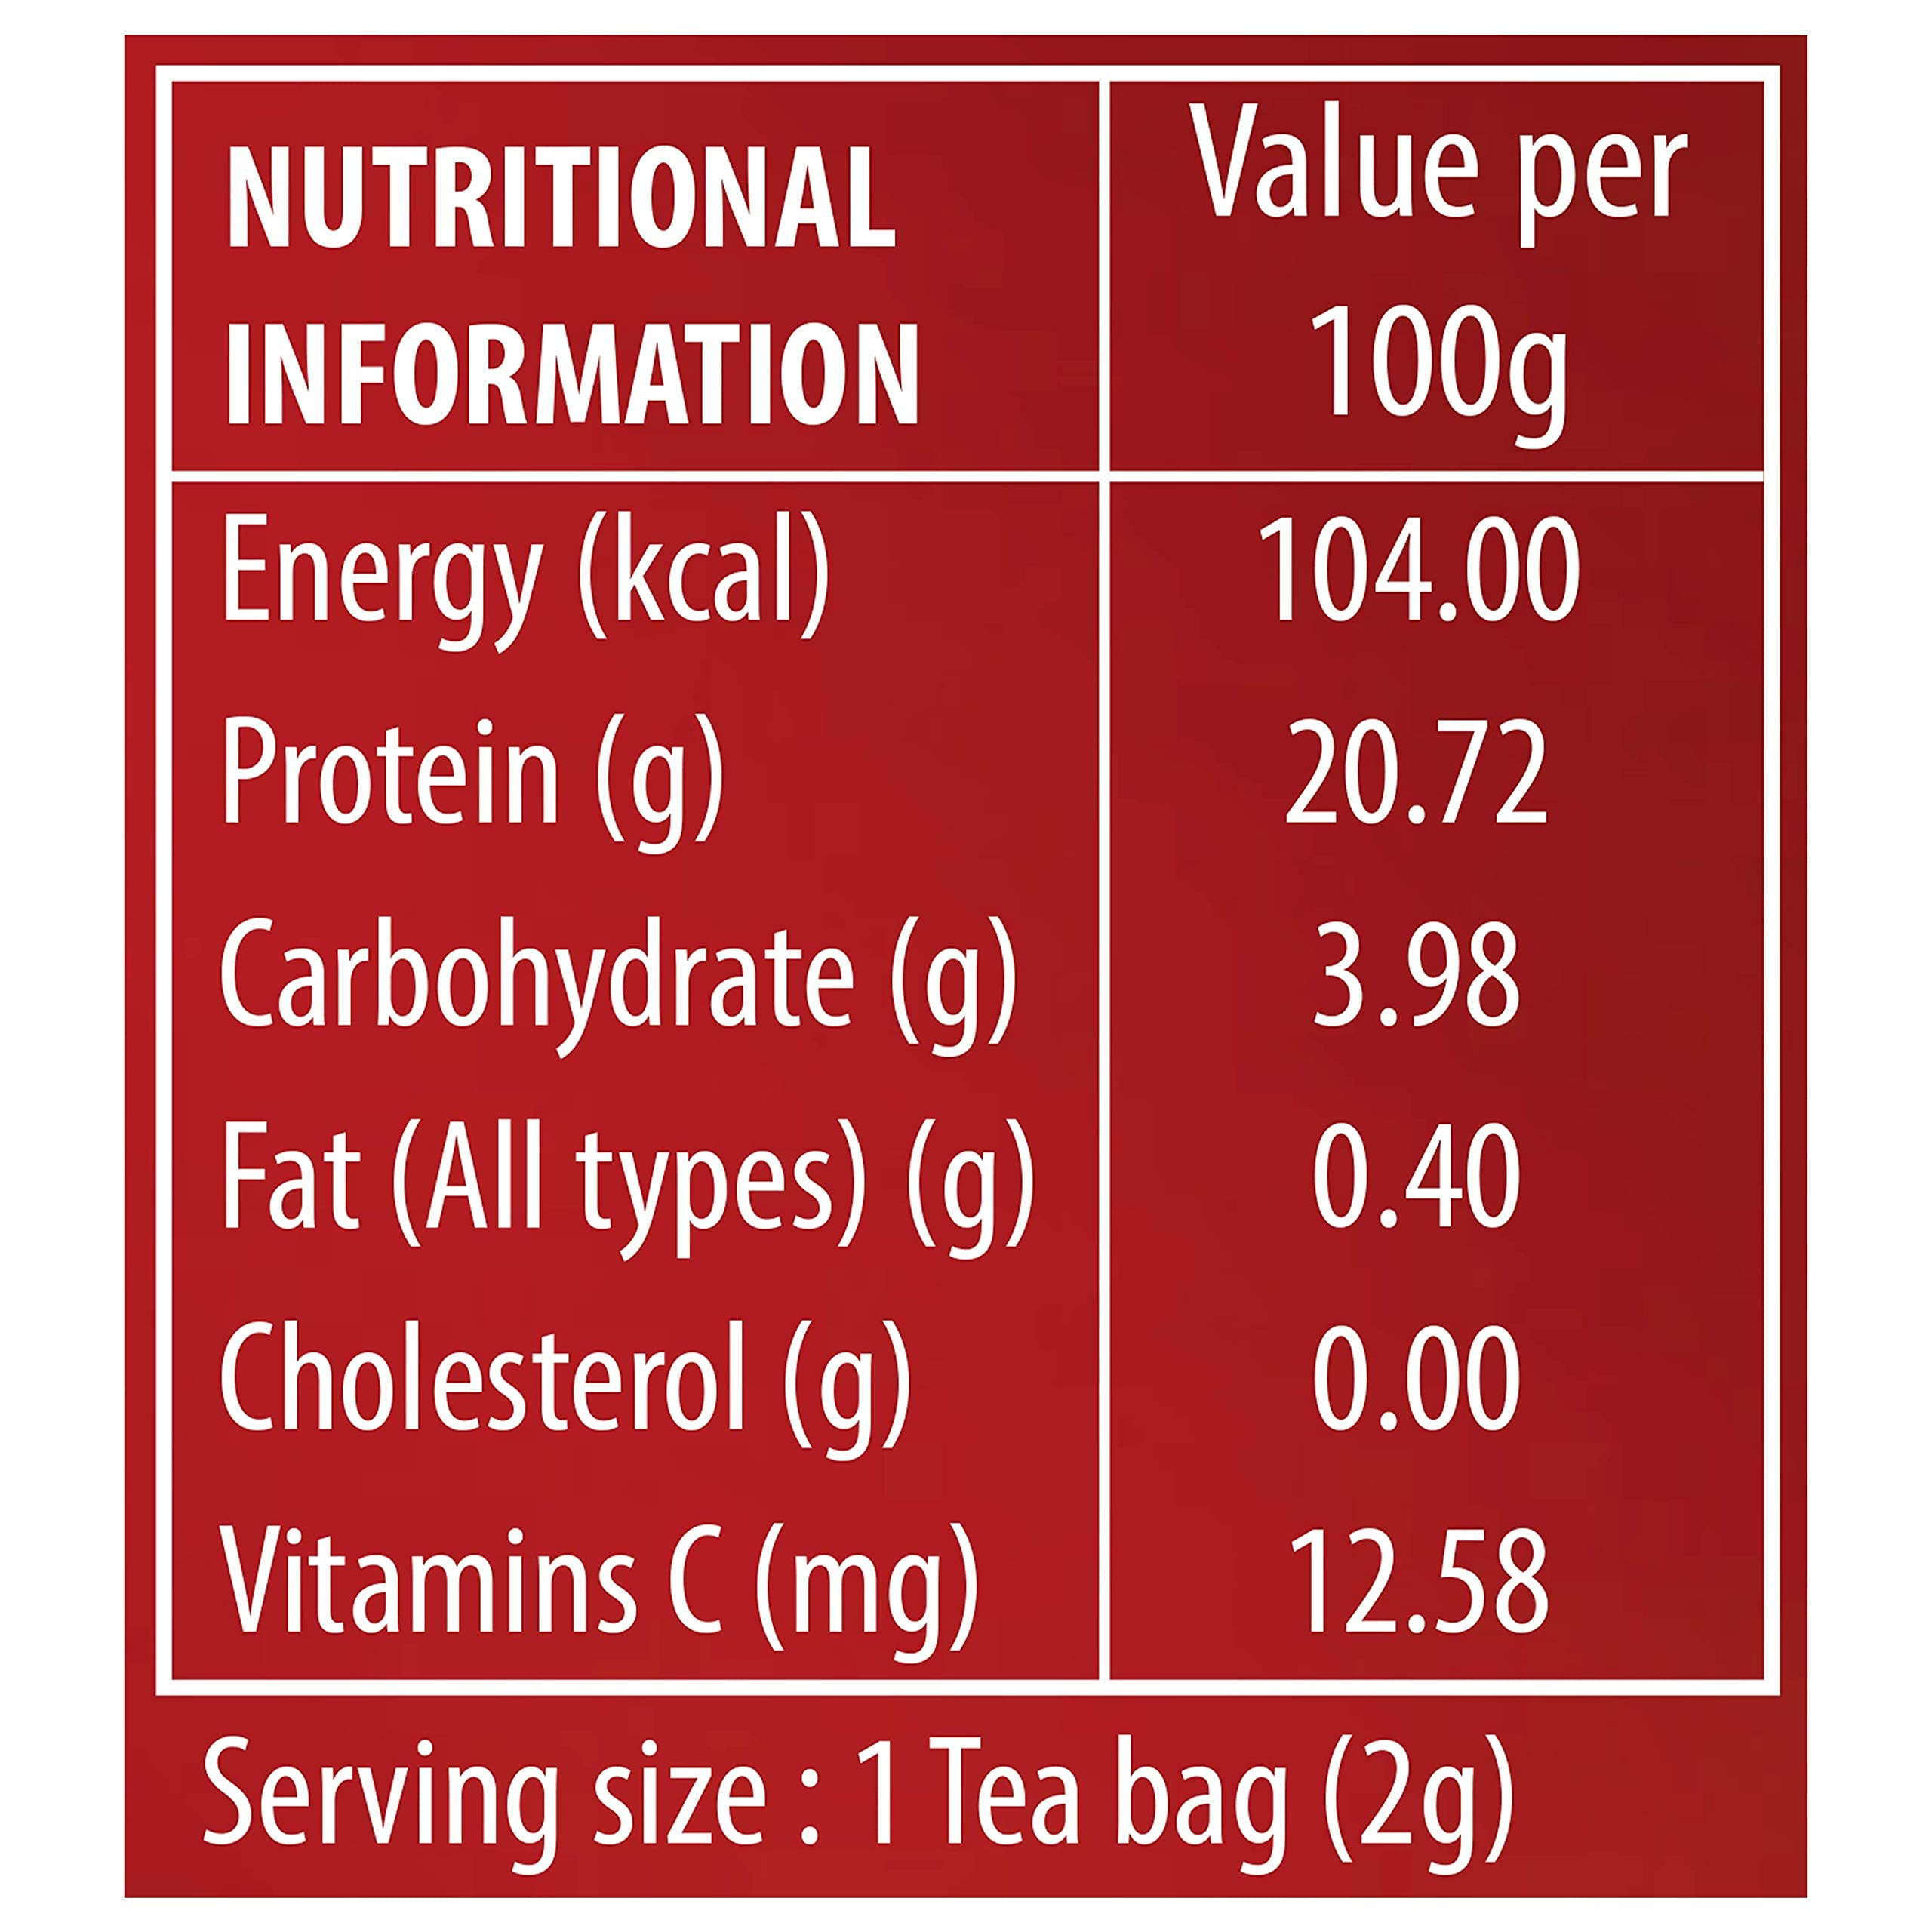 NUTRITIONAL INFORMATION Value per 100g
Energy (kcal) 104.00
Protein (g) 20.72
Carbohydrate (g) 3.98
Fat (All types) (g) 0.40
Cholesterol (g) 0.00
Vitamins C (mg) 12.58
Serving size : 1 Tea bag (2g)